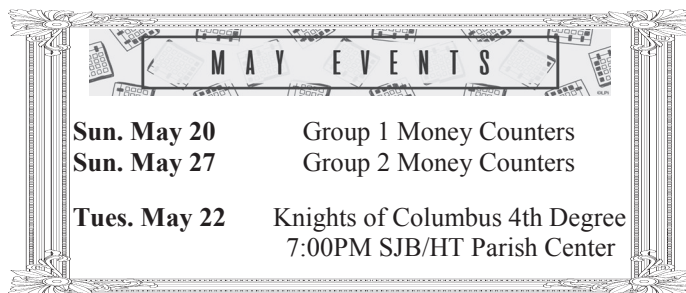 MAY EVENTS
Sun. May 20 Group 1 Money Counters
Sun. May 27 Group 2 Money Counters
Tues. May 22 Knights of Columbus 4th Degree
7:00PM SJB/HT Parish Center